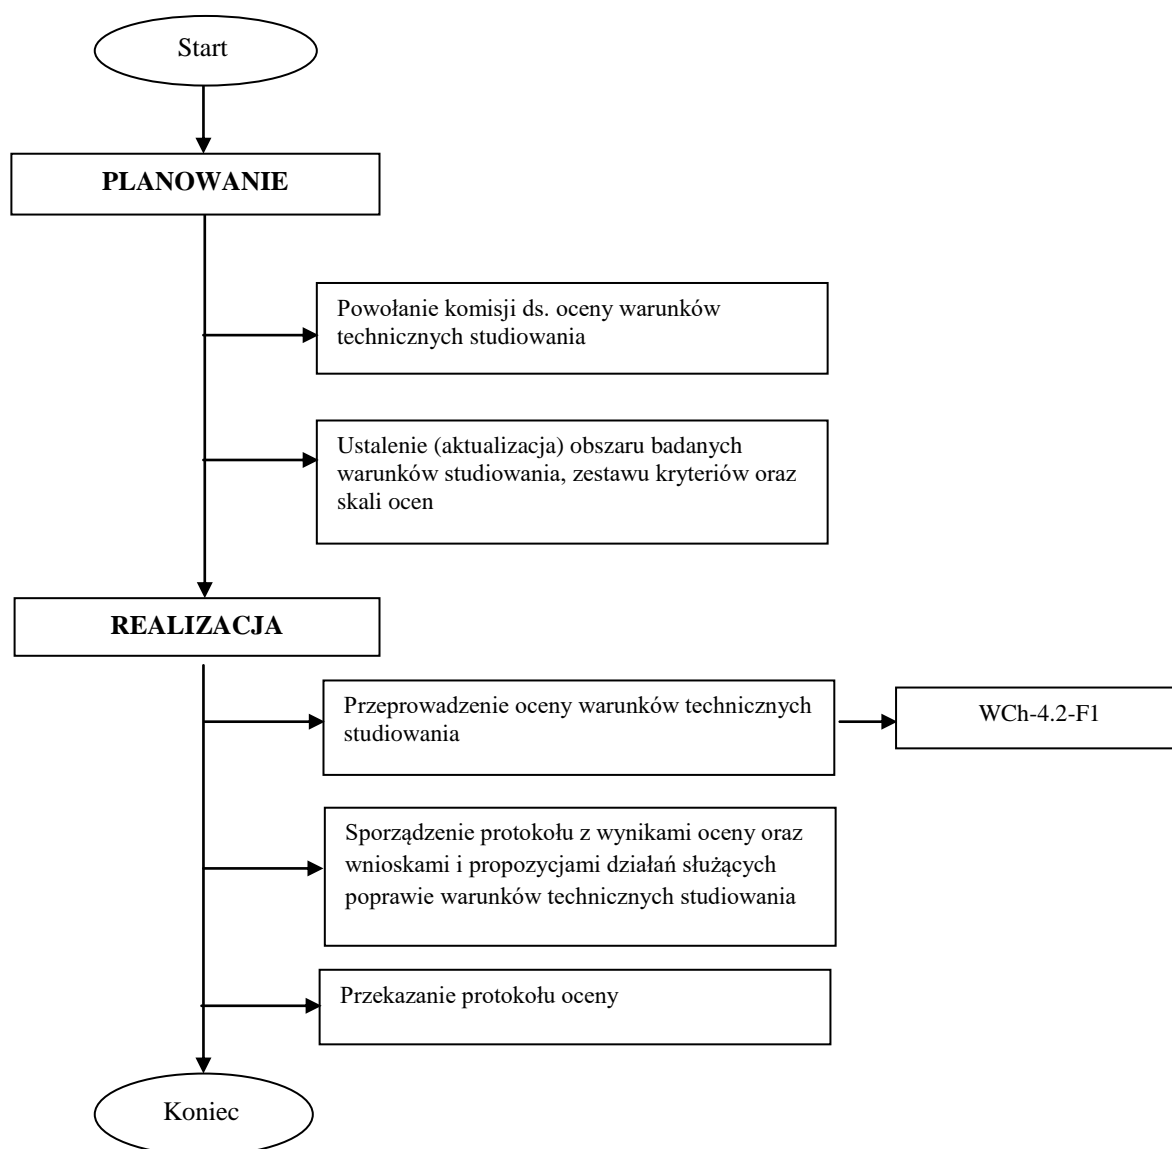 Start
PLANOWANIE
Powołanie komisji ds. oceny warunków
technicznych studiowania
Ustalenie (aktualizacja) obszaru badanych
warunków studiowania, zestawu kryteriów oraz
skali ocen
REALIZACJA
Przeprowadzenie oceny warunków technicznych
studiowania
WCh-4.2-F1
Sporządzenie protokołu z wynikami oceny oraz
wnioskami i propozycjami działań służących
poprawie warunków technicznych studiowania
Przekazanie protokołu oceny
Koniec